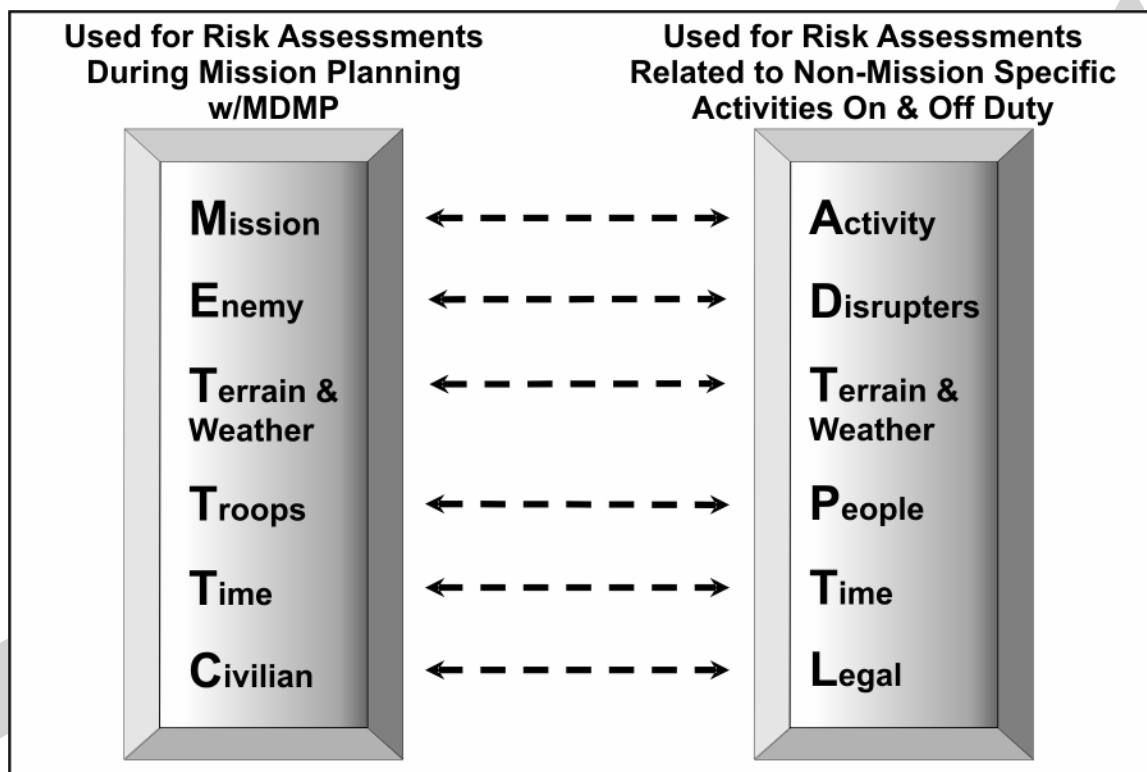 Used for Risk Assessments
During Mission Planning
w/MDMP
Mission
Enemy
Terrain &
Weather
Troops
Time
Civilian
Used for Risk Assessments
Related to Non-Mission Specific
Activities On & Off Duty
Activity
Disrupters
Terrain &
Weather
People
Time
Legal